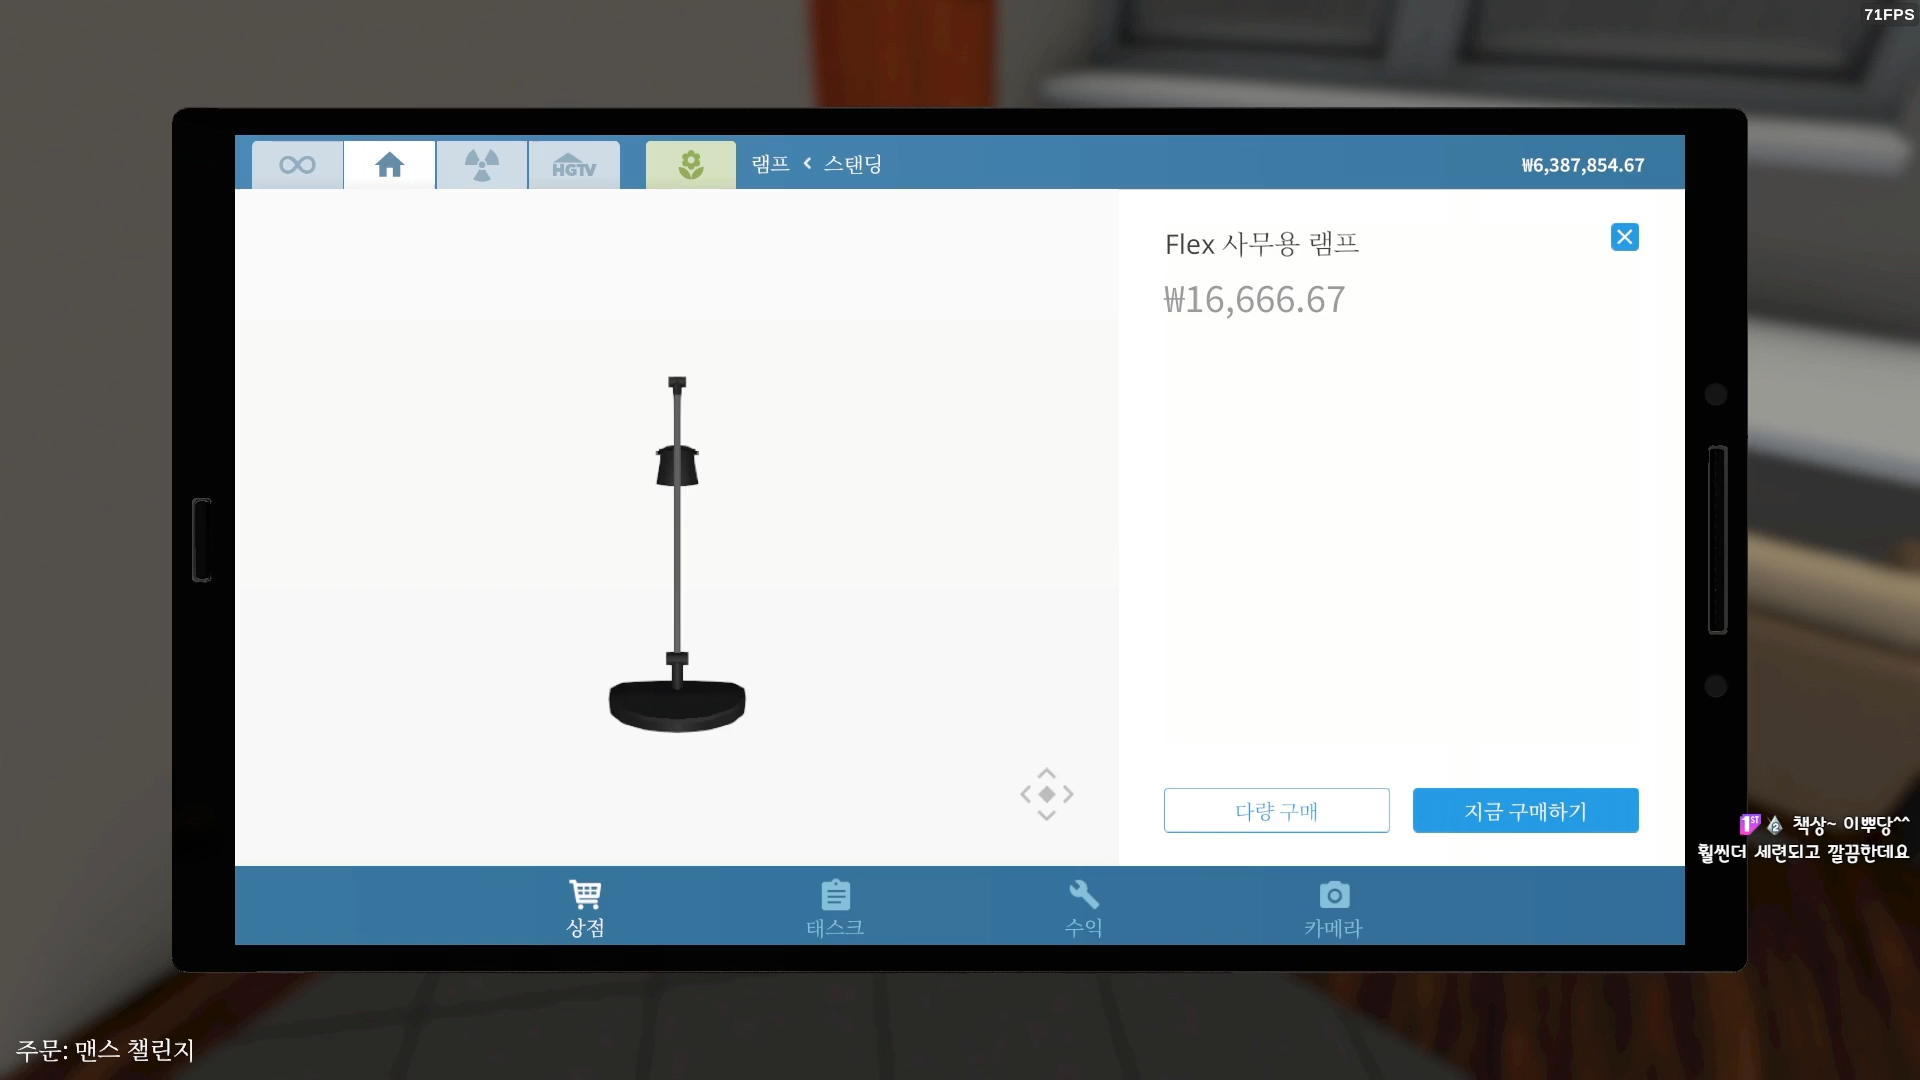 71FPS
HGTV
램프 < 스탠딩
₩6,387,854.67
Flex 사무용 램프
₩16,666.67
다량 구매
지금 구매하기
1ST 2 책상~ 이뿌당^^
훨씬더 세련되고 깔끔한데요
상점
태스크
수익
카메라
주문: 맨스 챌린지